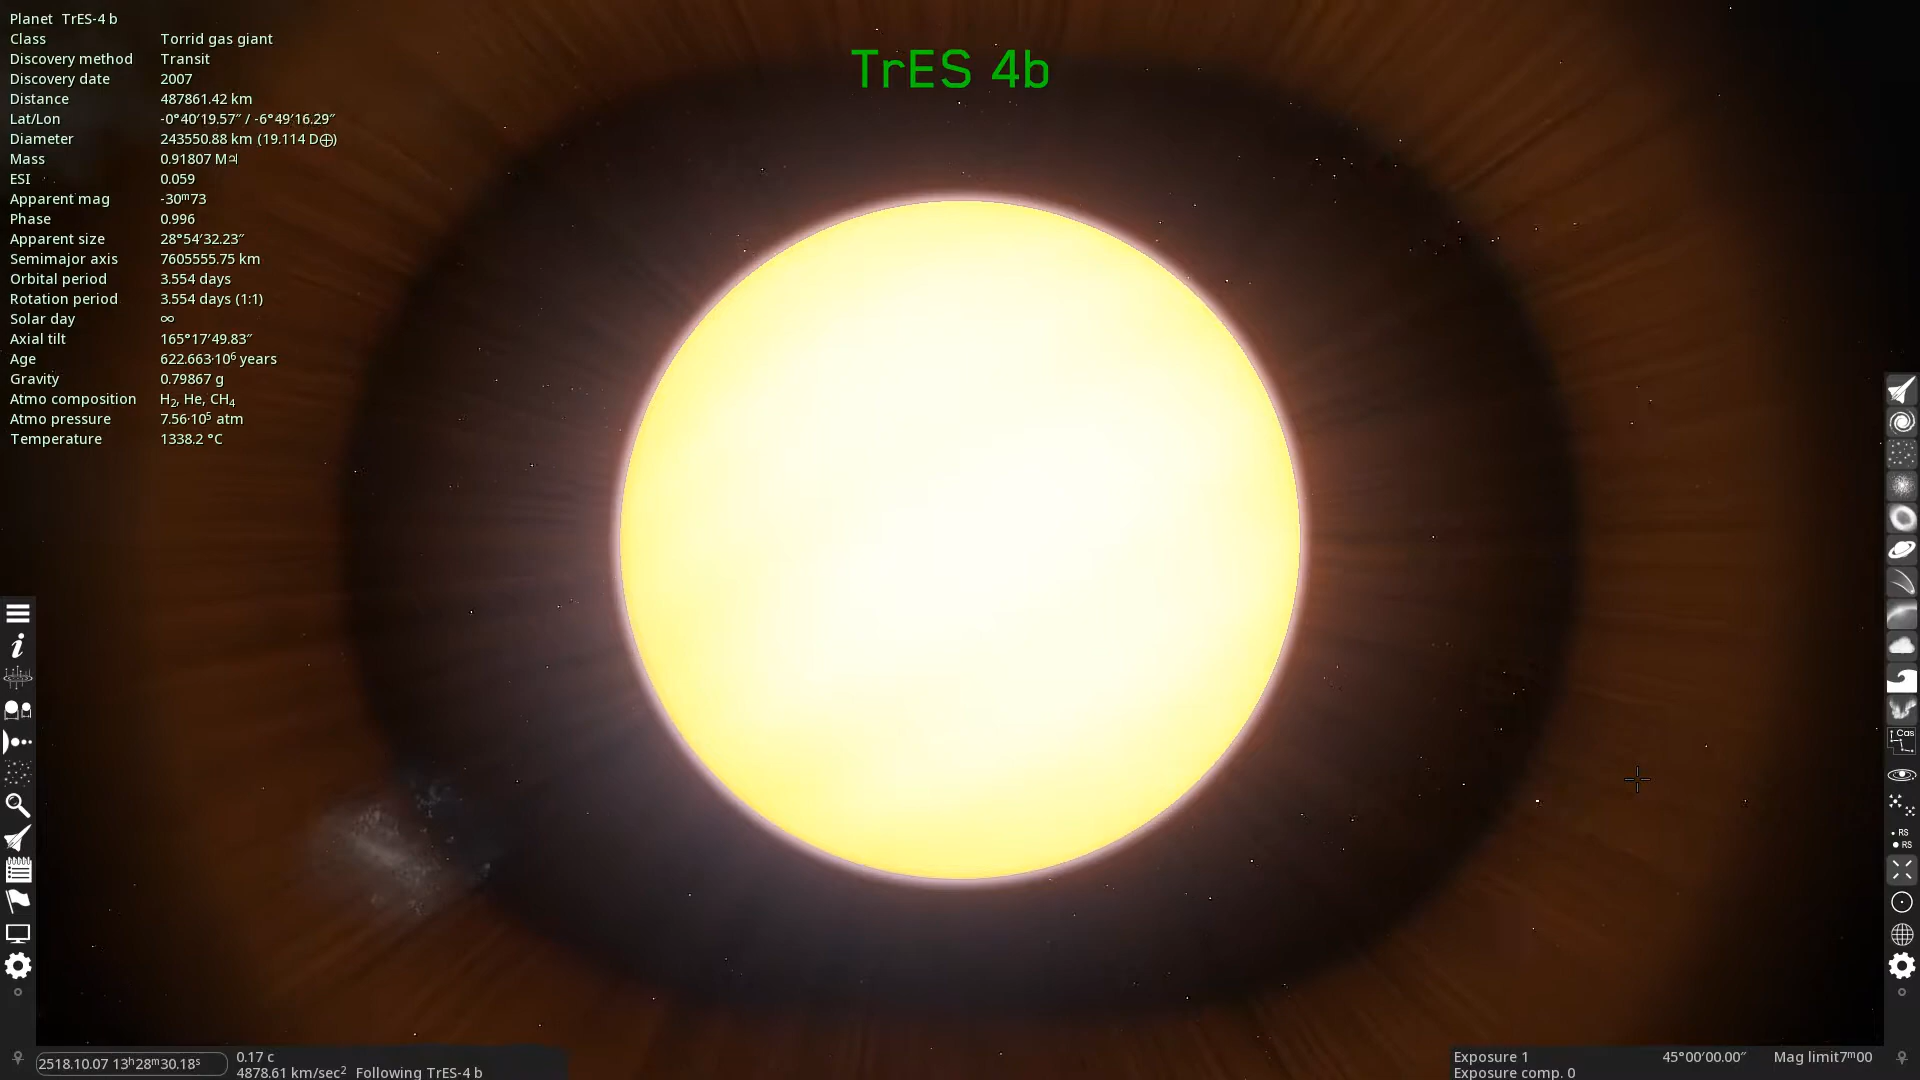 Planet TrES-4 b
TrES 4b
Class Torrid gas giant
Discovery method Transit
Discovery date 2007
Distance 487861.42 km
Lat/Lon -0°40′19.57″ / -6°49′16.29″
Diameter 243550.88 km (19.114 D⊕)
Mass 0.91807 M♃
ESI 0.059
Apparent mag -30ᵐ73
Phase 0.996
Apparent size 28°54′32.23″
Semimajor axis 7605555.75 km
Orbital period 3.554 days
Rotation period 3.554 days (1:1)
Solar day ∞
Axial tilt 165°17′49.83″
Age 622.663·10⁶ years
Gravity 0.79867 g
Atmo composition H₂, He, CH₄
Atmo pressure 7.56·10⁵ atm
Temperature 1338.2 °C
Cas
RS
RS
2518.10.07 13ʰ28ᵐ30.18ˢ
0.17 c
4878.61 km/sec² Following TrES-4 b
Exposure 1 45°00′00.00″ Mag limit7ᵐ00
Exposure comp. 0